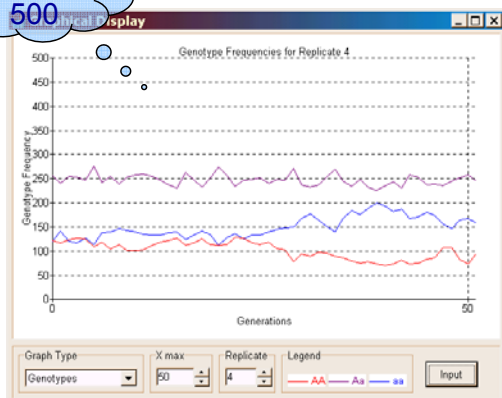 500
Display
Genotype Frequencies for Replicate 4
Genotype Frequency
500
450
400
350
300
250
200
150
100
50
0
0
50
Generations
Graph Type
X max
Replicate
Legend
Genotypes
50
4
AA
Aa
aa
Input